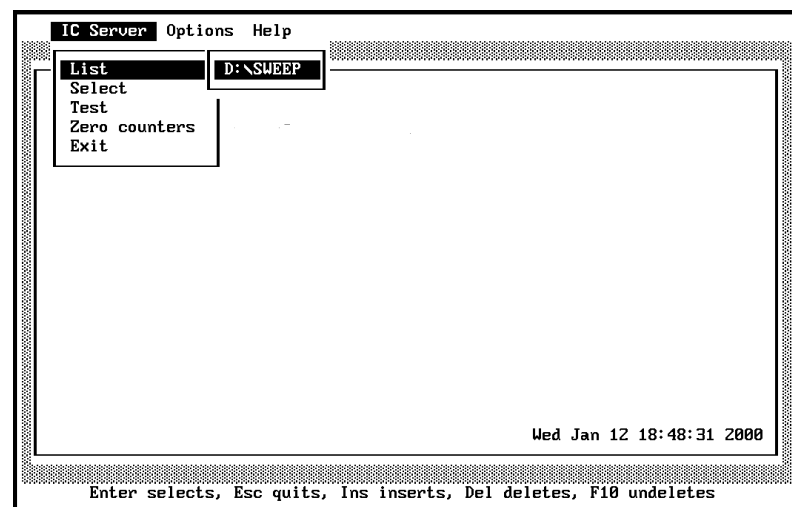 IC Server Options Help
List D:\SWEEP
Select
Test
Zero counters
Exit
Wed Jan 12 18:48:31 2000
Enter selects, Esc quits, Ins inserts, Del deletes, F10 undeletes